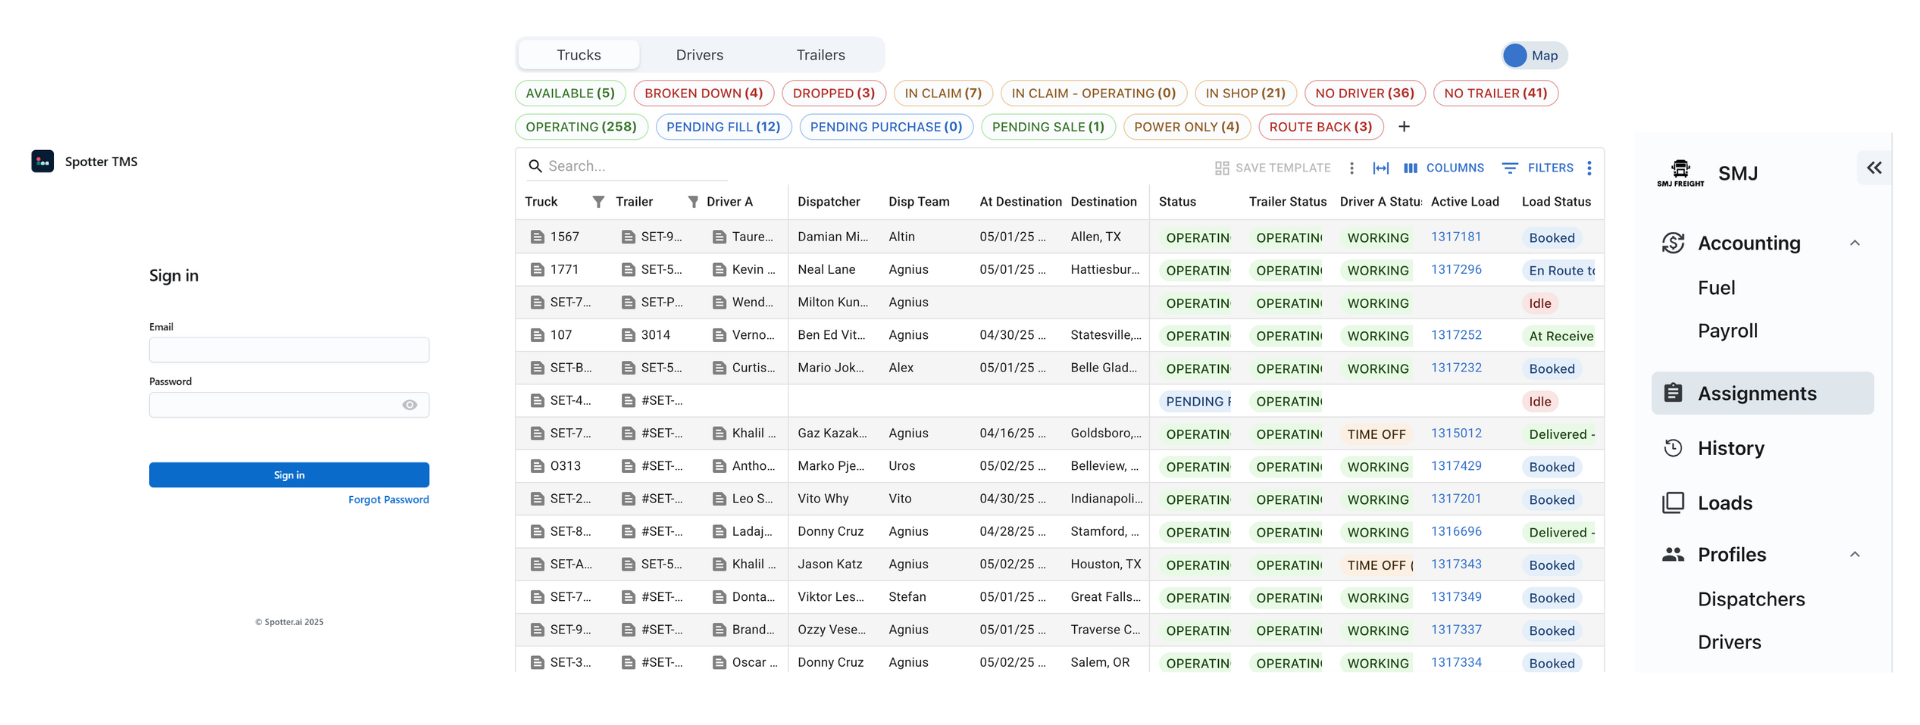 Spotter TMS
Sign in
Email
Password
Sign in
Forgot Password
© Spotter.ai 2025
Trucks Drivers Trailers
Map
AVAILABLE (5) BROKEN DOWN (4) DROPPED (3) IN CLAIM (7) IN CLAIM - OPERATING (0) IN SHOP (21) NO DRIVER (36) NO TRAILER (41)
OPERATING (258) PENDING FILL (12) PENDING PURCHASE (0) PENDING SALE (1) POWER ONLY (4) ROUTE BACK (3) +
Search... SAVE TEMPLATE COLUMNS FILTERS
Truck Trailer Driver A Dispatcher Disp Team At Destination Destination Status Trailer Status Driver A Statu: Active Load Load Status
1567 SET-9... Taure... Damian Mi... Altin 05/01/25 ... Allen, TX OPERATIN OPERATIN WORKING 1317181 Booked
1771 SET-5... Kevin ... Neal Lane Agnius 05/01/25 ... Hattiesbur... OPERATIN OPERATIN WORKING 1317296 En Route to
SET-7... SET-P... Wend... Milton Kun... Agnius OPERATIN OPERATIN WORKING Idle
107 3014 Verno... Ben Ed Vit... Agnius 04/30/25 ... Statesville,... OPERATIN OPERATIN WORKING 1317252 At Receive
SET-B... SET-5... Curtis... Mario Jok... Alex 05/01/25 ... Belle Glad... OPERATIN OPERATIN WORKING 1317232 Booked
SET-4... #SET-... PENDING F OPERATIN Idle
SET-7... #SET-... Khalil ... Gaz Kazak... Agnius 04/16/25 ... Goldsboro,... OPERATIN OPERATIN TIME OFF 1315012 Delivered -
O313 #SET-... Antho... Marko Pje... Uros 05/02/25 ... Belleview, ... OPERATIN OPERATIN WORKING 1317429 Booked
SET-2... #SET-... Leo S... Vito Why Vito 04/30/25 ... Indianapoli... OPERATIN OPERATIN WORKING 1317201 Booked
SET-8... #SET-... Ladaj... Donny Cruz Agnius 04/28/25 ... Stamford, ... OPERATIN OPERATIN WORKING 1316696 Delivered -
SET-A... SET-5... Khalil ... Jason Katz Agnius 05/02/25 ... Houston, TX OPERATIN OPERATIN TIME OFF ( 1317343 Booked
SET-7... #SET-... Donta... Viktor Les... Stefan 05/01/25 ... Great Falls... OPERATIN OPERATIN WORKING 1317349 Booked
SET-9... #SET-... Brand... Ozzy Vese... Agnius 05/01/25 ... Traverse C... OPERATIN OPERATIN WORKING 1317337 Booked
SET-3... #SET-... Oscar ... Donny Cruz Agnius 05/02/25 ... Salem, OR OPERATIN OPERATIN WORKING 1317334 Booked
SMJ FREIGHT
SMJ
Accounting
Fuel
Payroll
Assignments
History
Loads
Profiles
Dispatchers
Drivers